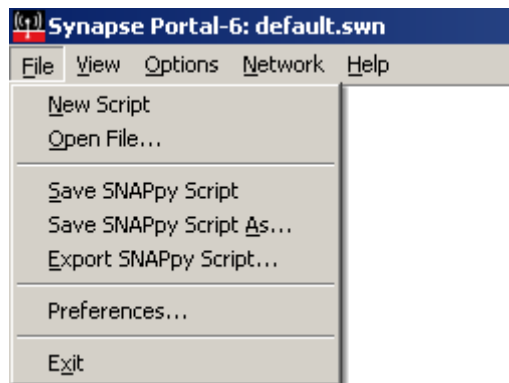 Synapse Portal-6: default.swn
File View Options Network Help
New Script
Open File...
Save SNAPpy Script
Save SNAPpy Script As...
Export SNAPpy Script...
Preferences...
Exit